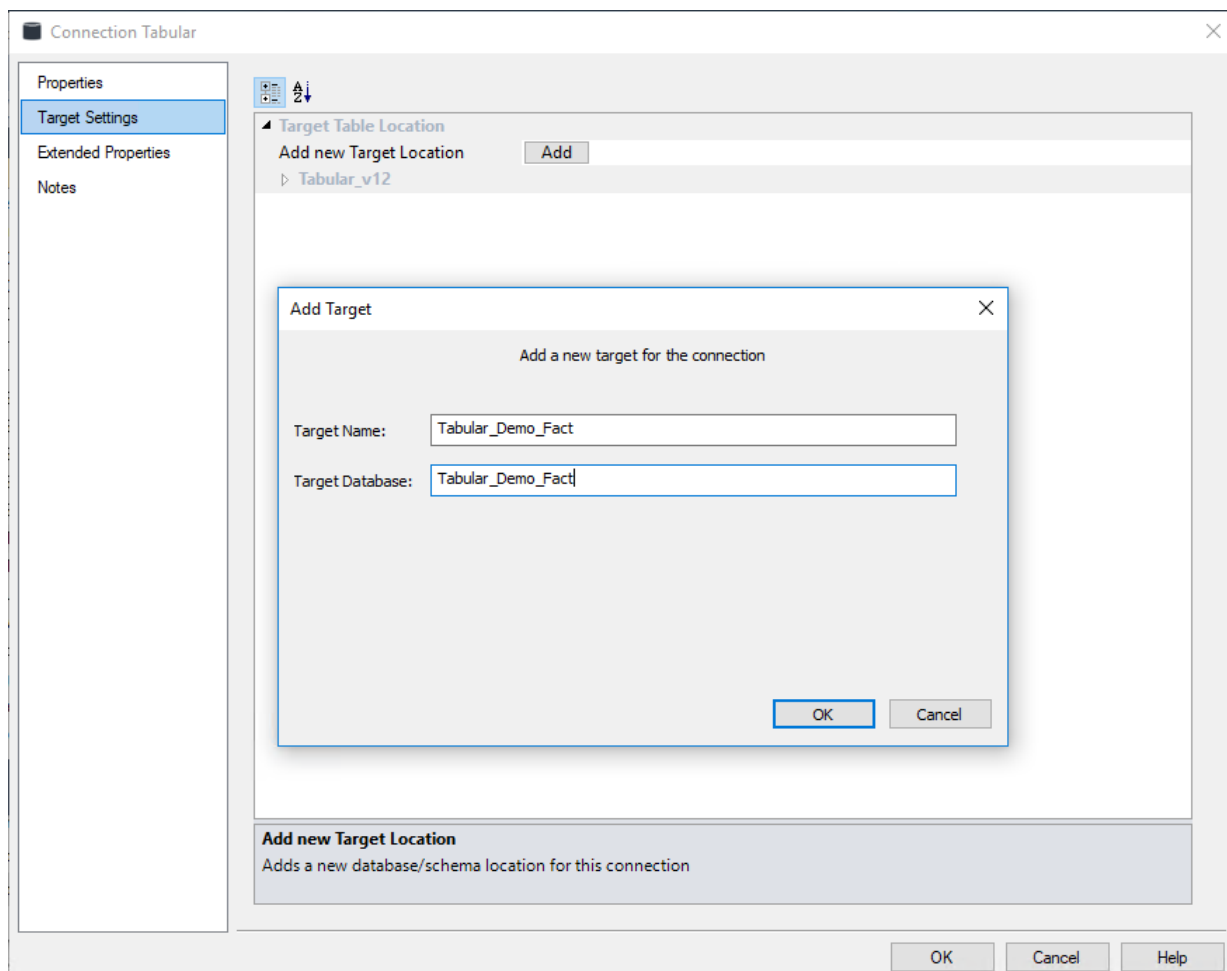 Connection Tabular
Properties
Target Settings
Extended Properties
Notes
Target Table Location
Add new Target Location Add
Tabular_v12
Add Target
Add a new target for the connection
Target Name: Tabular_Demo_Fact
Target Database: Tabular_Demo_Fact
OK Cancel
Add new Target Location
Adds a new database/schema location for this connection
OK Cancel Help